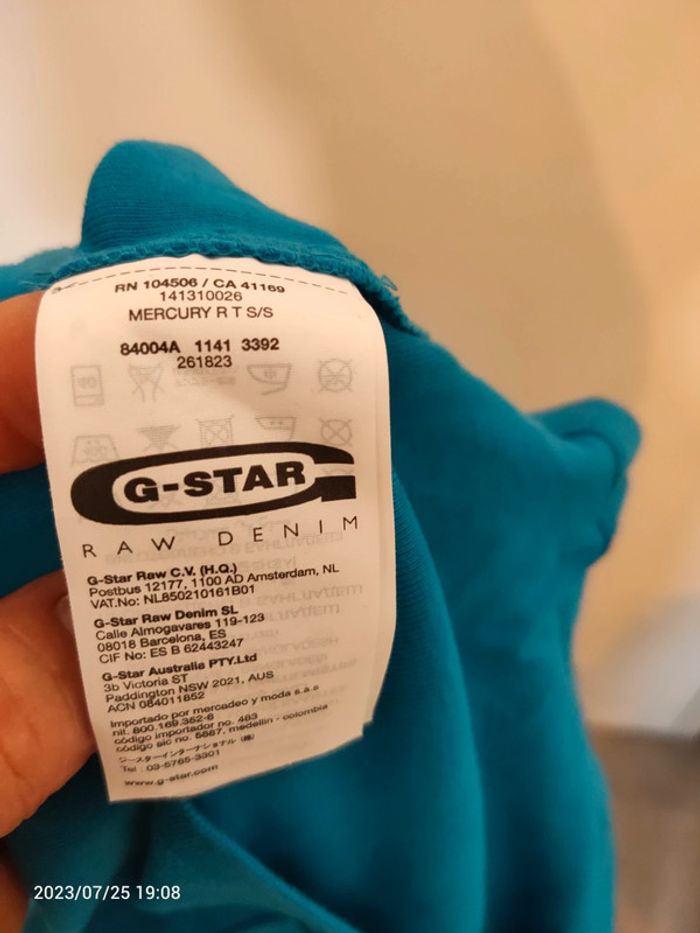 RN 104506 / CA 41169
141310026
MERCURY R T S/S
84004A 1141 3392
261823
40
G-STAR
RAW DENIM
G-Star Raw C.V. (H.Q.)
Postbus 12177, 1100 AD Amsterdam, NL
VAT.No: NL850210161B01
G-Star Raw Denim SL
Calle Almogavares 119-123
08018 Barcelona, ES
CIF No: ES B 62443247
G-Star Australia PTY.Ltd
3b Victoria ST
Paddington NSW 2021, AUS
ACN 084011852
Importado por mercadeo y moda s.a.s
nit. 800.169.352-6
código importador no. 463
código sic no. 5887. medellin - colombia
ジースターインターナショナル (株)
Tel : 03-5765-3301
www.g-star.com
2023/07/25 19:08